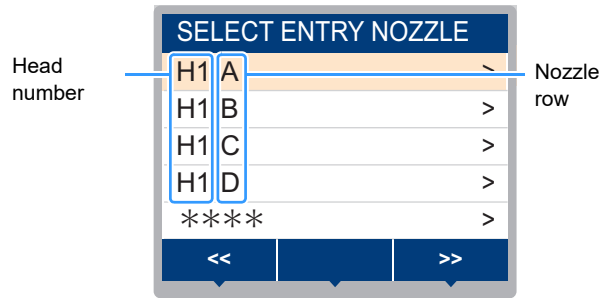 SELECT ENTRY NOZZLE
Head
number
H1 A >
Nozzle
row
H1 B >
H1 C >
H1 D >
**** >
<< >>